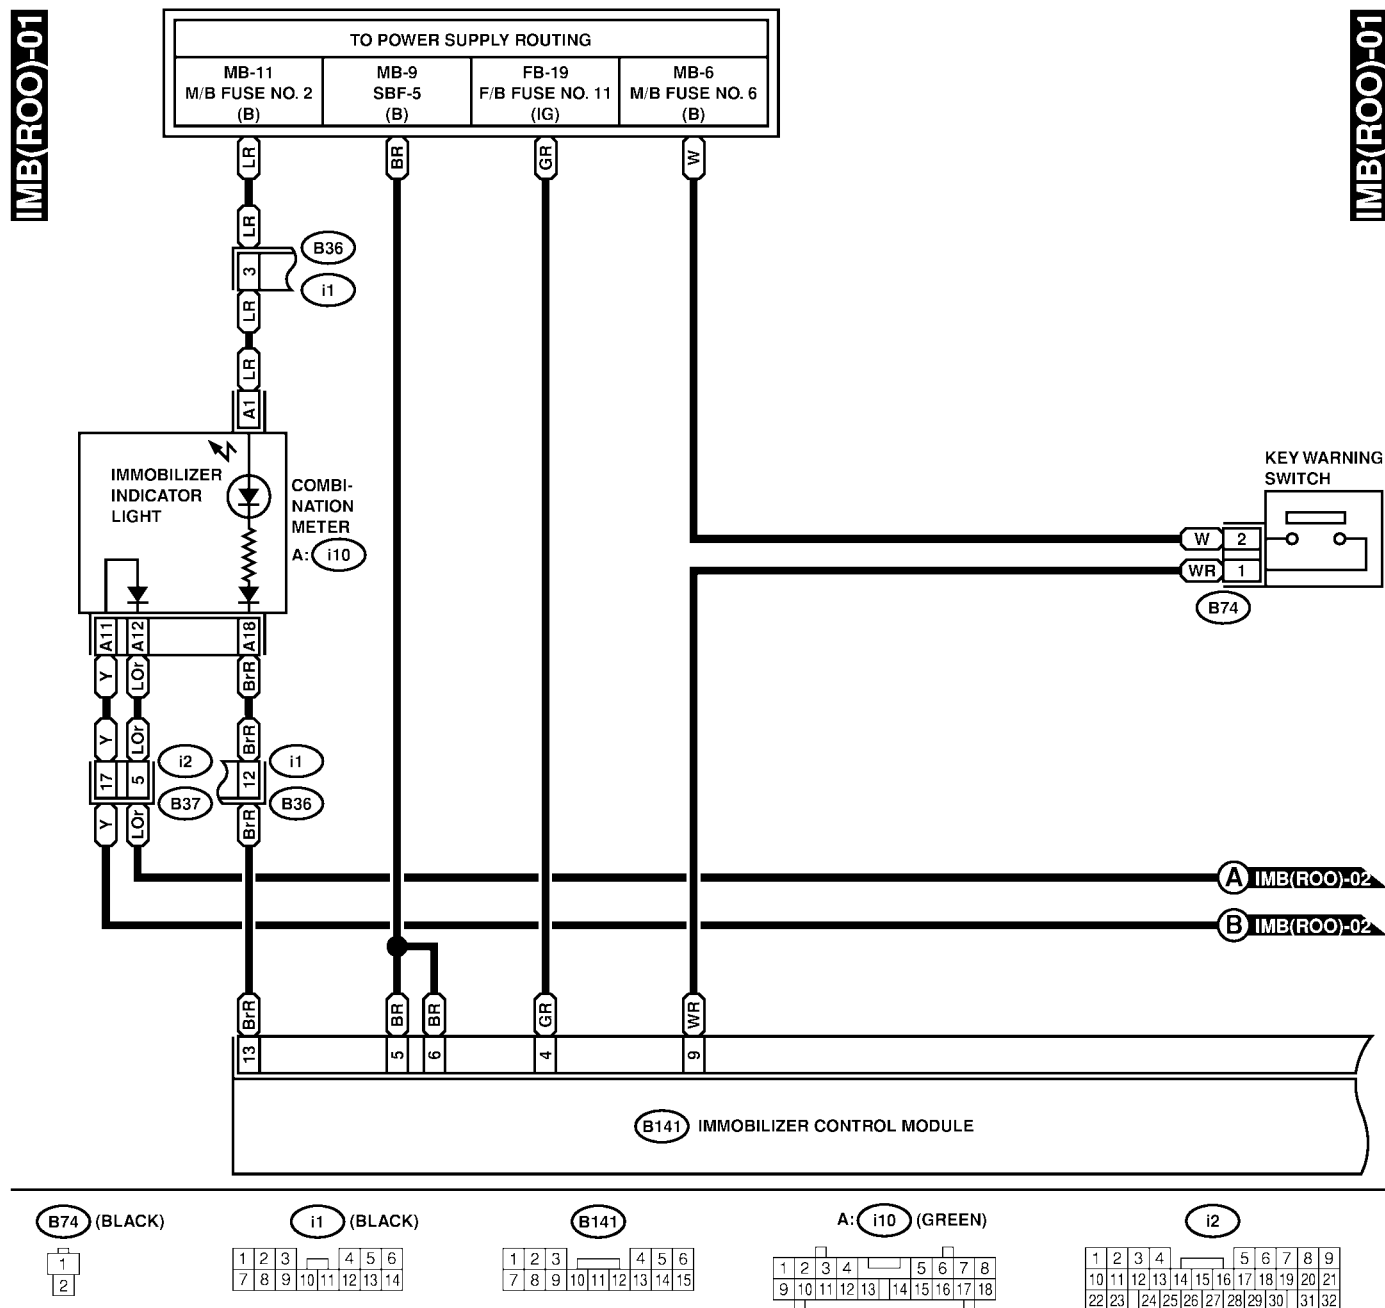 IMB(ROO)-01
IMB(ROO)-01
TO POWER SUPPLY ROUTING
MB-11
M/B FUSE NO. 2
(B)
MB-9
SBF-5
(B)
FB-19
F/B FUSE NO. 11
(IG)
MB-6
M/B FUSE NO. 6
(B)
LR
BR
GR
W
LR
B36
3
i1
LR
LR
A1
IMMOBILIZER
INDICATOR
LIGHT
COMBI-
NATION
METER
A: i10
KEY WARNING
SWITCH
W 2
WR 1
B74
A11 A12 A18
Y LOr BrR
Y LOr BrR
i2 i1
17 5 12
B37 B36
Y LOr BrR
A IMB(ROO)-02
B IMB(ROO)-02
BrR BR BR GR WR
13 5 6 4 9
B141 IMMOBILIZER CONTROL MODULE
B74 (BLACK)
1
2
i1 (BLACK)
1 2 3 4 5 6
7 8 9 10 11 12 13 14
B141
1 2 3 4 5 6
7 8 9 10 11 12 13 14 15
A: i10 (GREEN)
1 2 3 4 5 6 7 8
9 10 11 12 13 14 15 16 17 18
i2
1 2 3 4 5 6 7 8 9
10 11 12 13 14 15 16 17 18 19 20 21
22 23 24 25 26 27 28 29 30 31 32